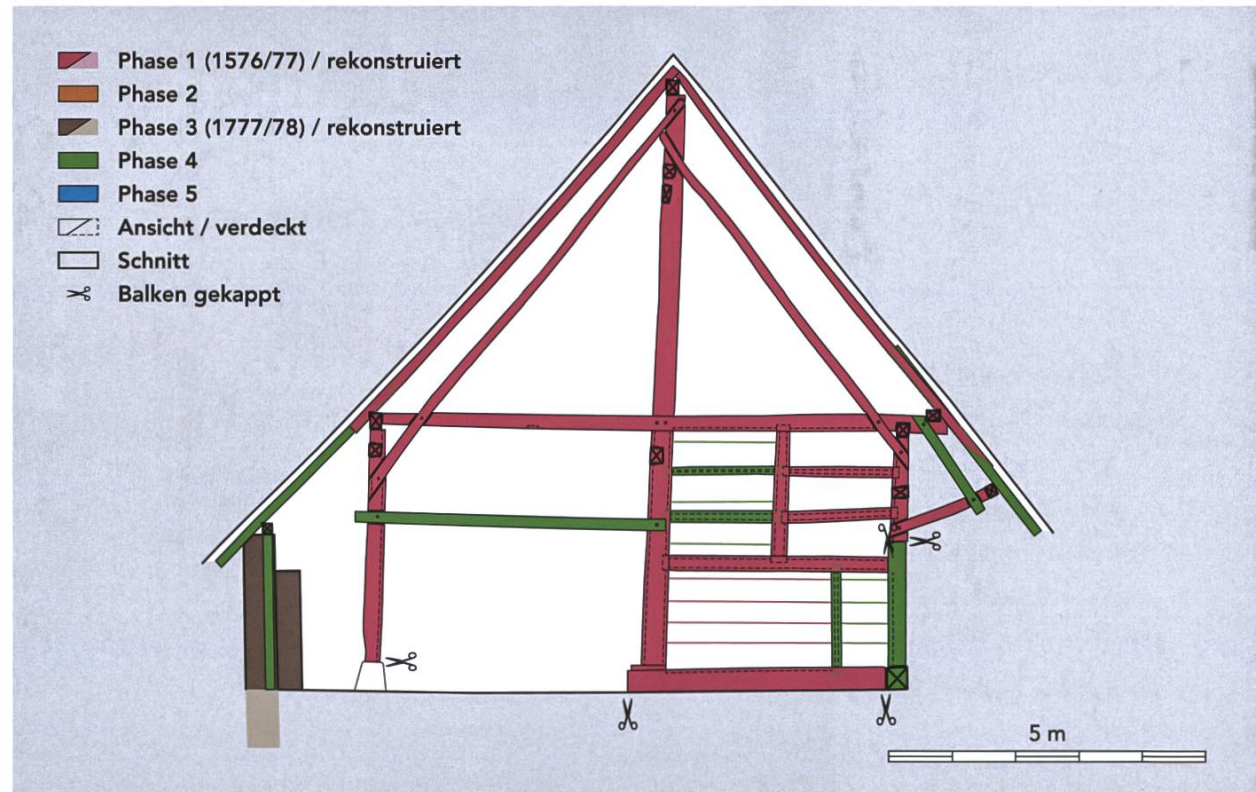 Phase 1 (1576/77) / rekonstruiert
Phase 2
Phase 3 (1777/78) / rekonstruiert
Phase 4
Phase 5
Ansicht / verdeckt
Schnitt
Balken gekappt
5 m